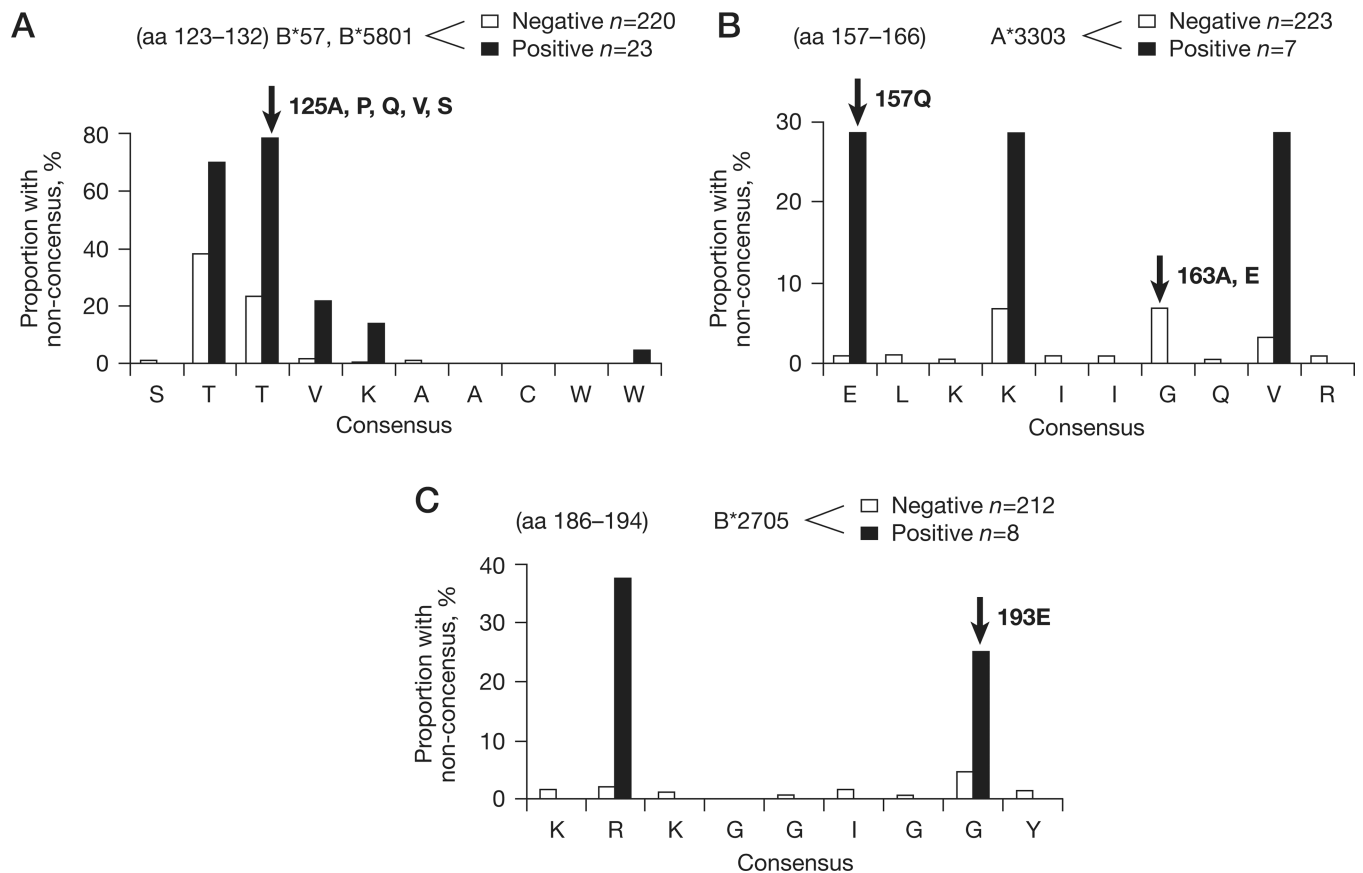 A
(aa 123–132) B*57, B*5801
Negative n=220
Positive n=23
125A, P, Q, V, S
Proportion with
non-concensus, %
80
60
40
20
0
S T T V K A A C W W
Consensus
B
(aa 157–166) A*3303
Negative n=223
Positive n=7
157Q
163A, E
Proportion with
non-concensus, %
30
20
10
0
E L K K I I G Q V R
Consensus
C
(aa 186–194) B*2705
Negative n=212
Positive n=8
193E
Proportion with
non-concensus, %
40
30
20
10
0
K R K G G I G G Y
Consensus